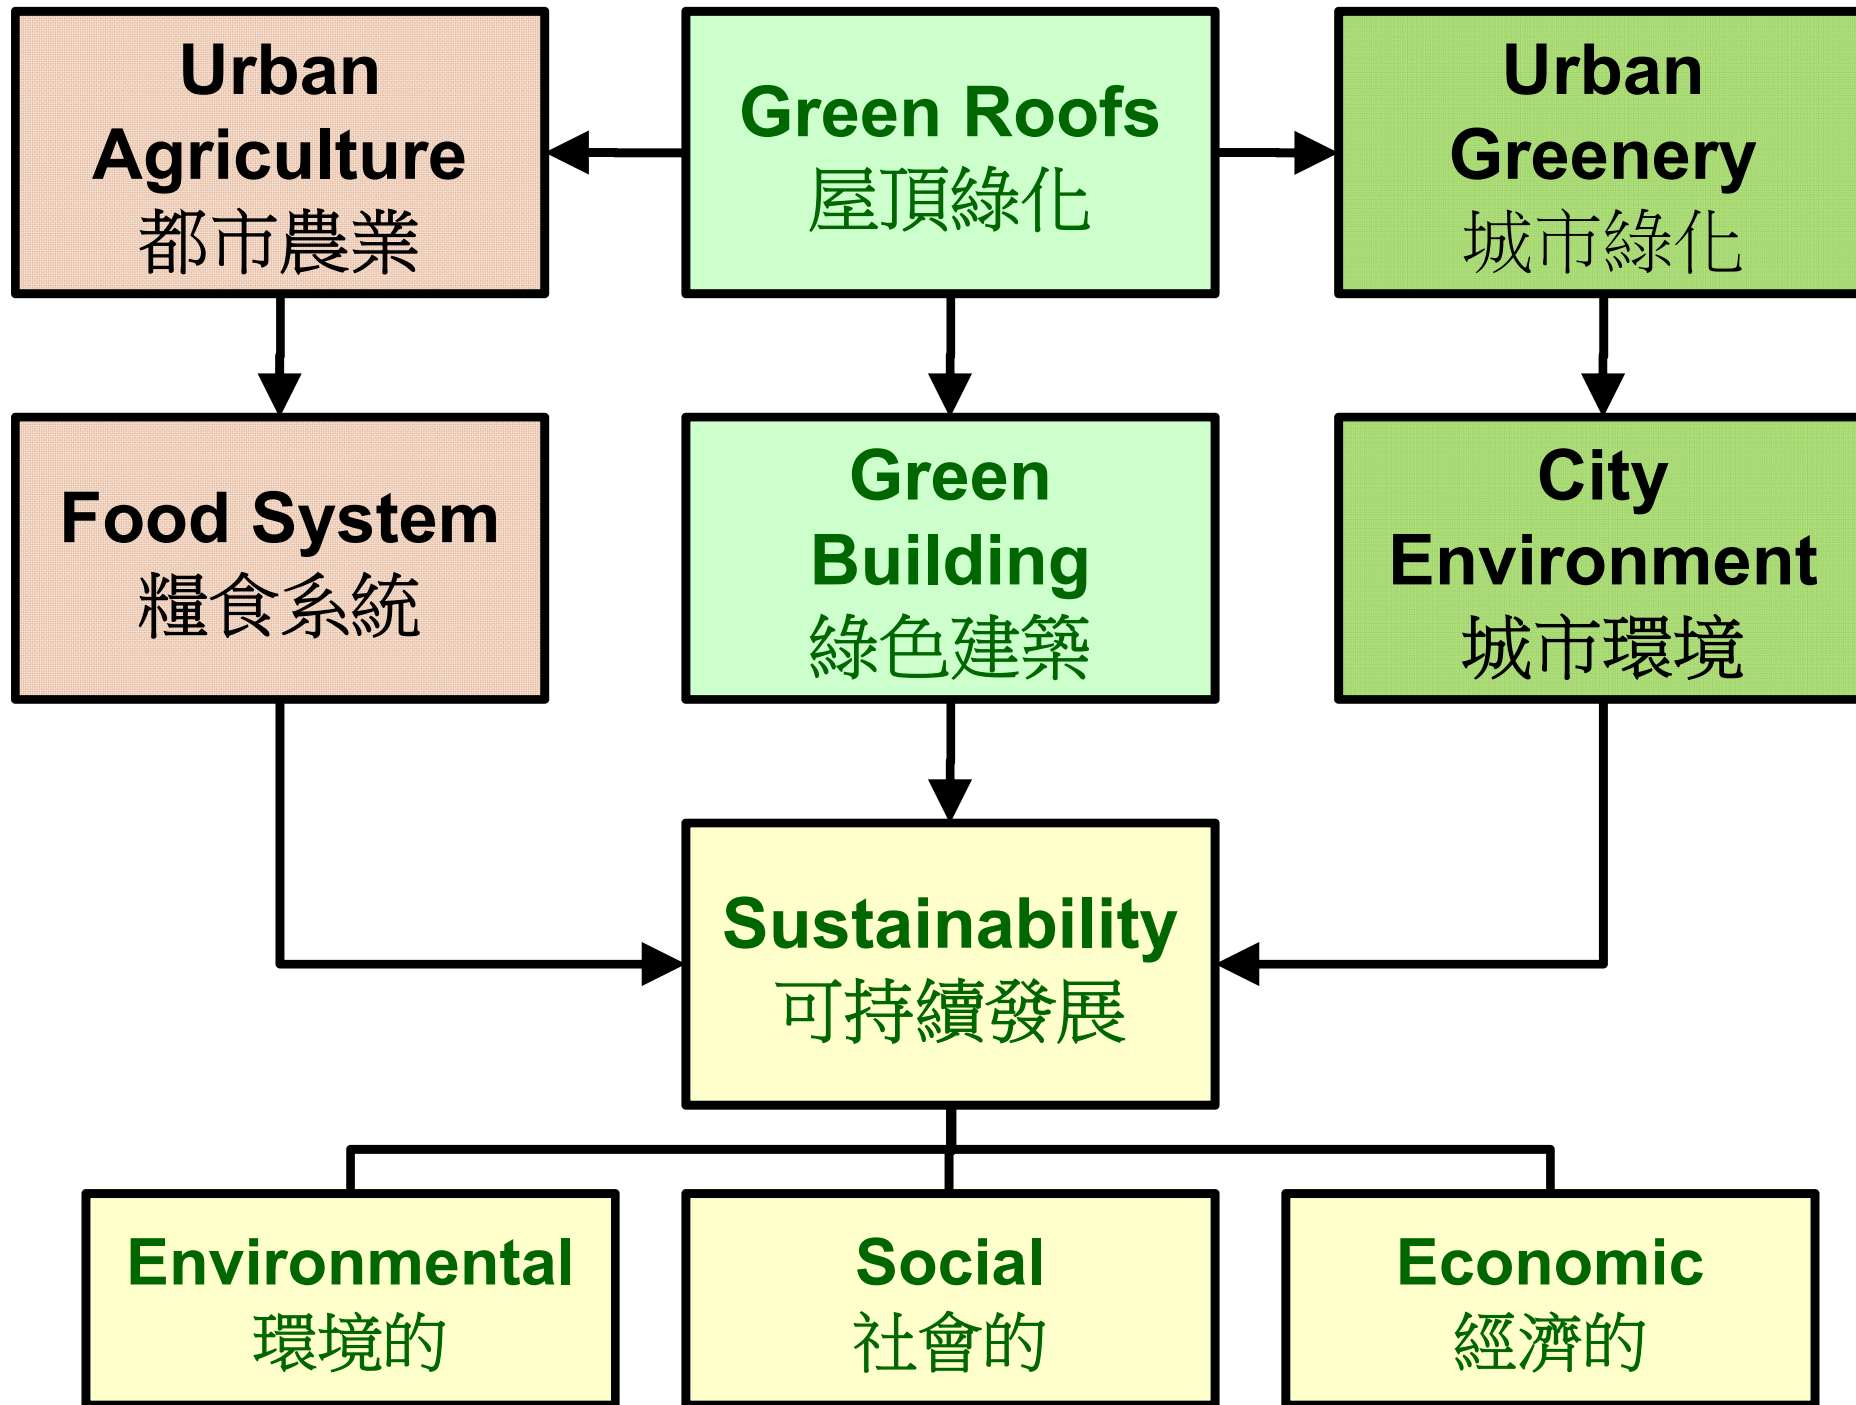 Urban
Agriculture
都市農業
Green Roofs
屋頂綠化
Urban
Greenery
城市綠化
Food System
糧食系統
Green
Building
綠色建築
City
Environment
城市環境
Sustainability
可持續發展
Environmental
環境的
Social
社會的
Economic
經濟的